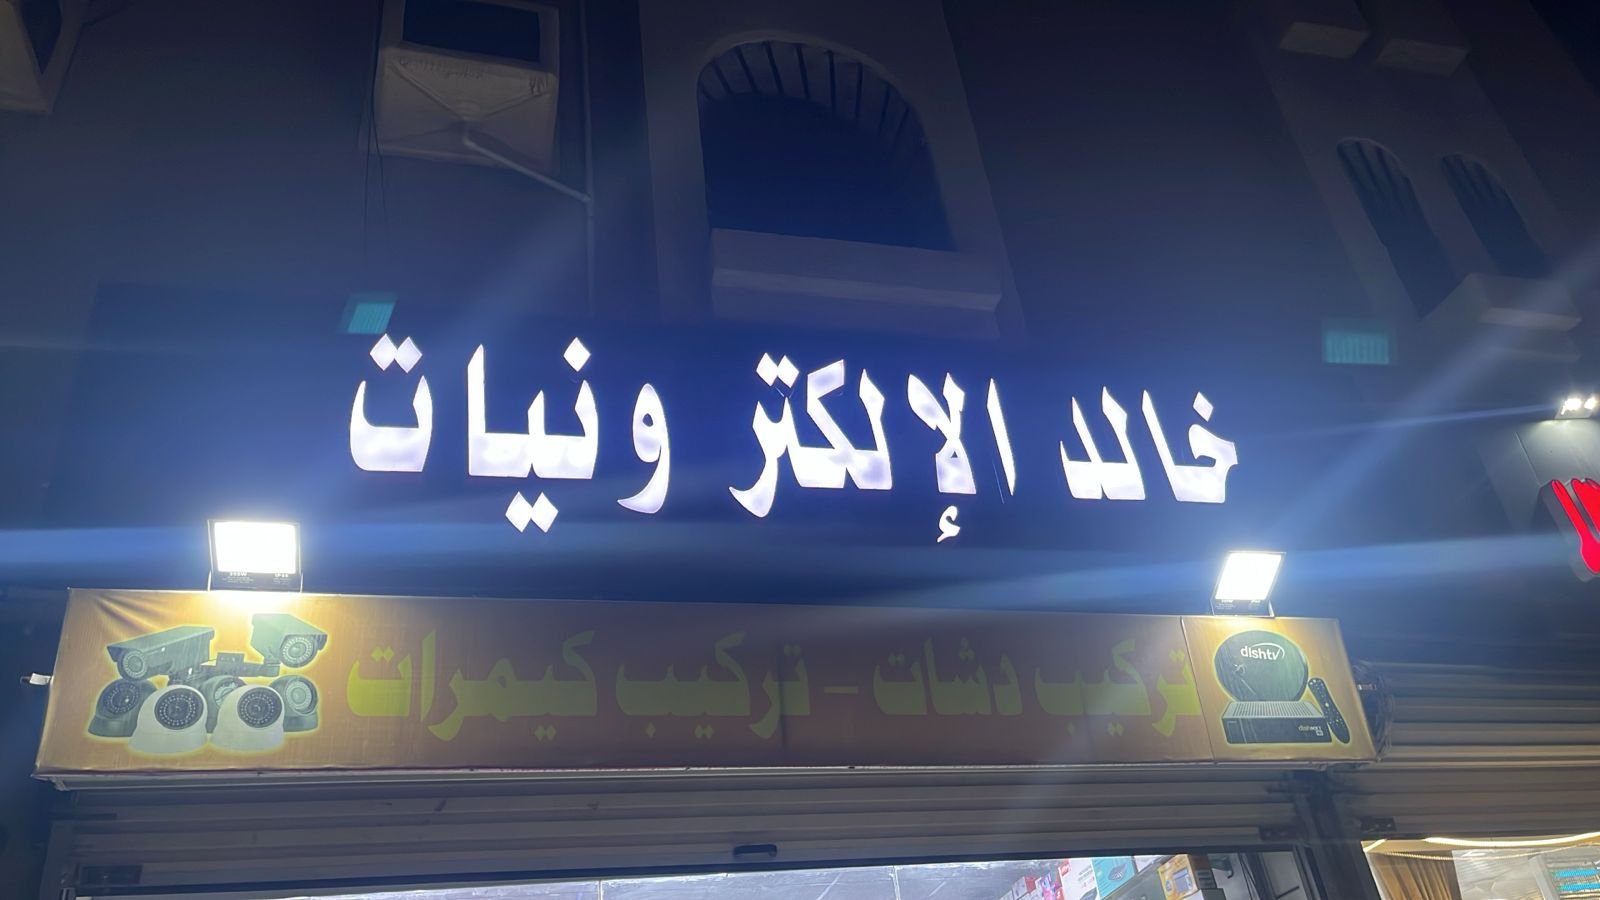 خالد الإلكترونيات
تركيب دشات - تركيب كيمرات
dishtv